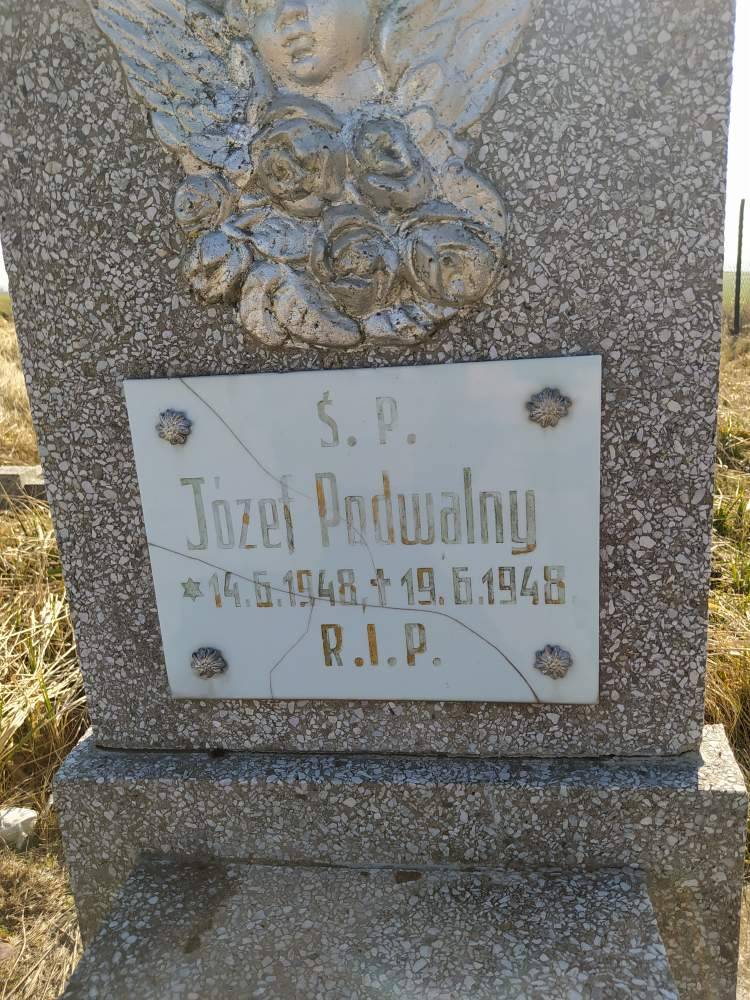 Ś. P.
Józef Podwalny
* 14.6.1948. † 19.6.1948.
R.I.P.